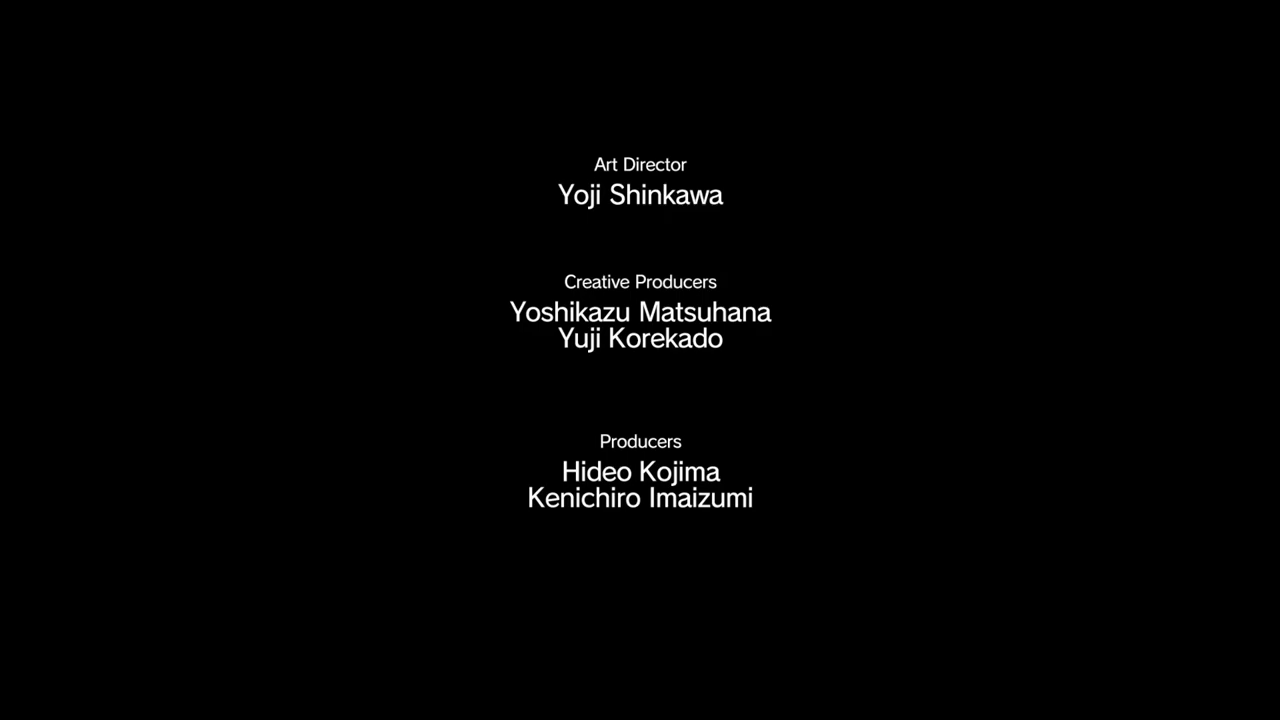 Art Director
Yoji Shinkawa
Creative Producers
Yoshikazu Matsuhana
Yuji Korekado
Producers
Hideo Kojima
Kenichiro Imaizumi